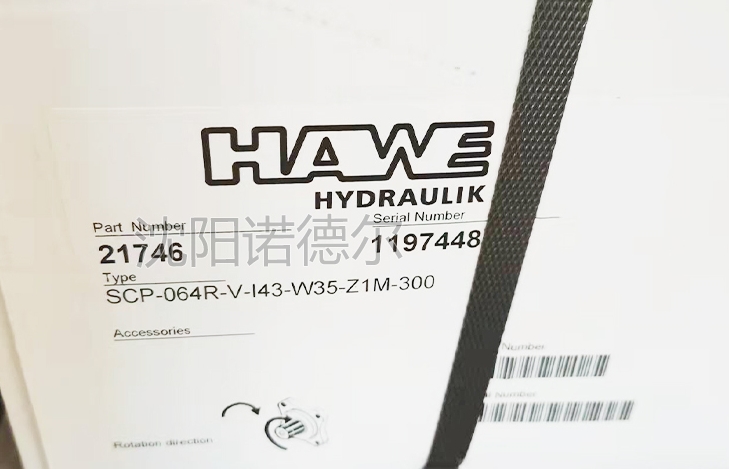 HAWE
HYDRAULIK
Part Number
Serial Number
21746
1197448
沈阳诺德尔
Type
SCP-064R-V-I43-W35-Z1M-300
Accessories
Number
Number
Rotation direction